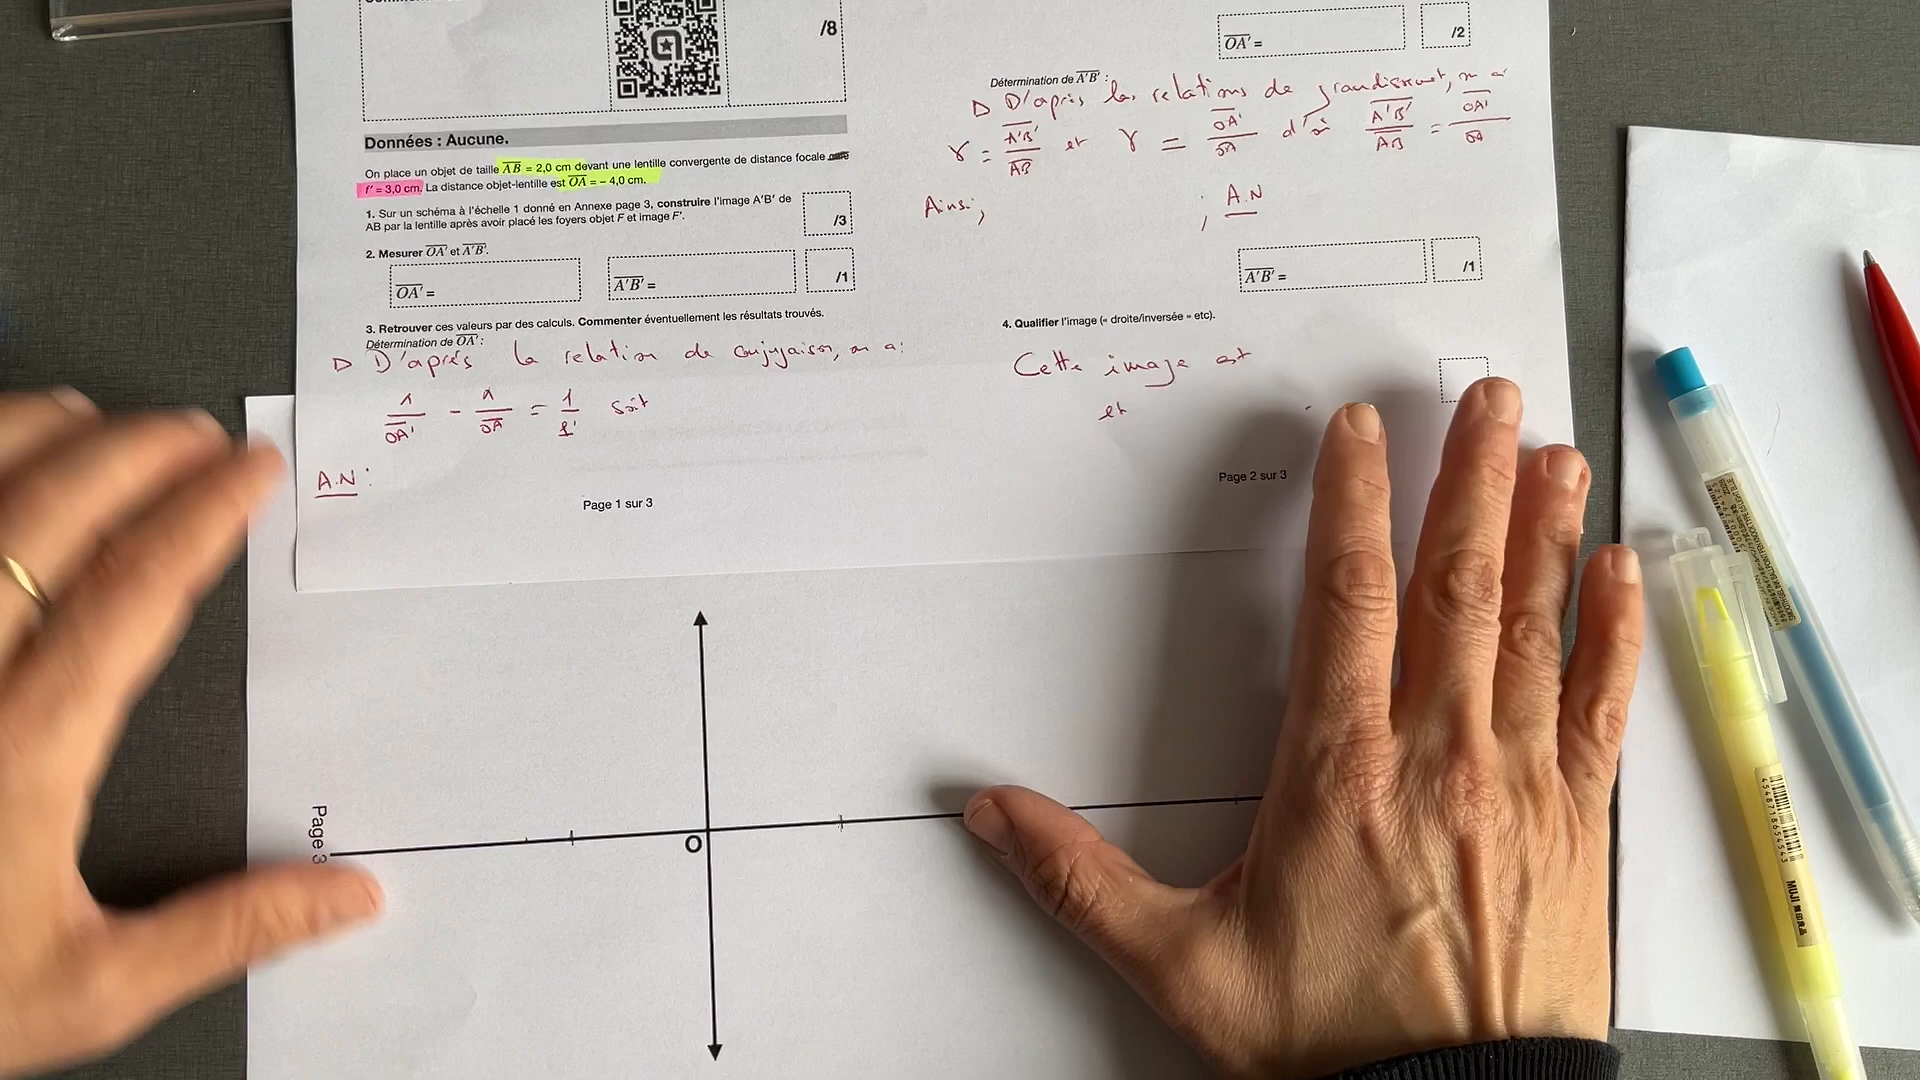 /8
Données : Aucune.
On place un objet de taille AB = 2,0 cm devant une lentille convergente de distance focale
f' = 3,0 cm. La distance objet-lentille est OA = – 4,0 cm.
1. Sur un schéma à l'échelle 1 donné en Annexe page 3, construire l'image A'B' de
AB par la lentille après avoir placé les foyers objet F et image F'.
/3
2. Mesurer OA' et A'B'.
OA' =
A'B' =
/1
3. Retrouver ces valeurs par des calculs. Commenter éventuellement les résultats trouvés.
Détermination de OA' :
D'après la relation de conjugaison, on a :
1/OA' - 1/OA = 1/f' soit
A.N :
Page 1 sur 3
OA' =
/2
Détermination de A'B' :
D'après les relations de grandissement, on a
γ = A'B'/AB et γ = OA'/OA d'où A'B'/AB = OA'/OA
Ainsi, ; A.N
A'B' =
/1
4. Qualifier l'image (« droite/inversée » etc).
Cette image est
et .
Page 2 sur 3
O
Page 3
MUJI 無印良品